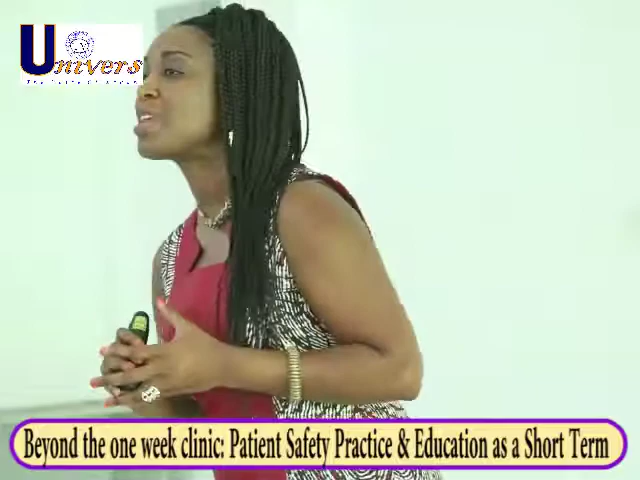 Univers
Beyond the one week clinic: Patient Safety Practice & Education as a Short Term